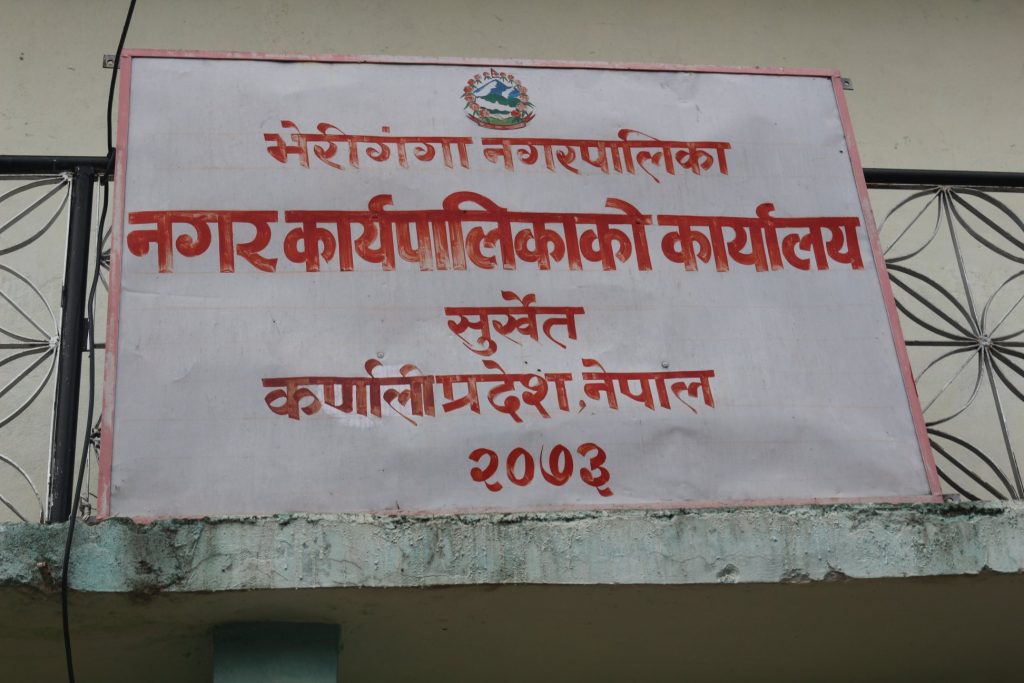 भेरीगंगा नगरपालिका
नगर कार्यपालिकाको कार्यालय
सुर्खेत
कर्णाली प्रदेश, नेपाल
२०७३